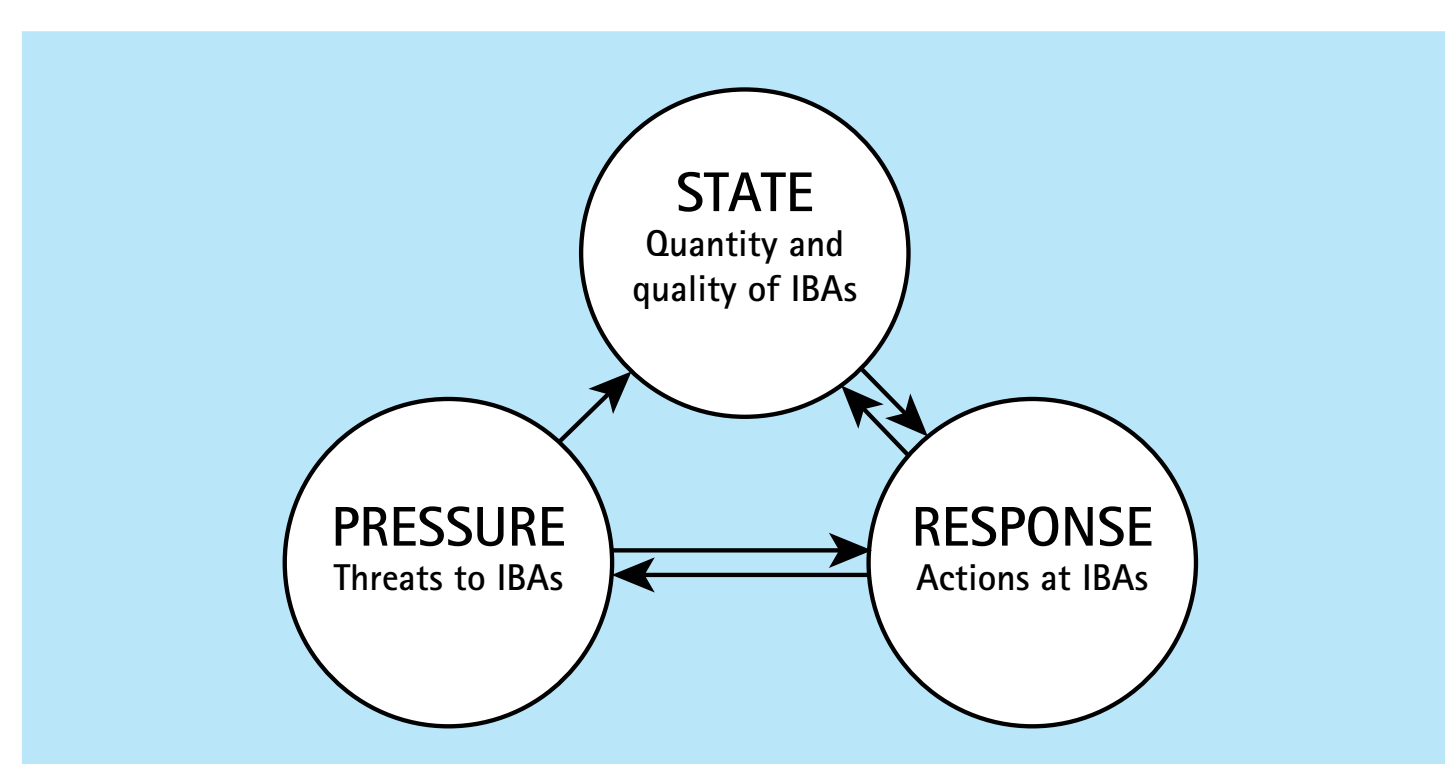 STATE
Quantity and
quality of IBAs
PRESSURE
Threats to IBAs
RESPONSE
Actions at IBAs